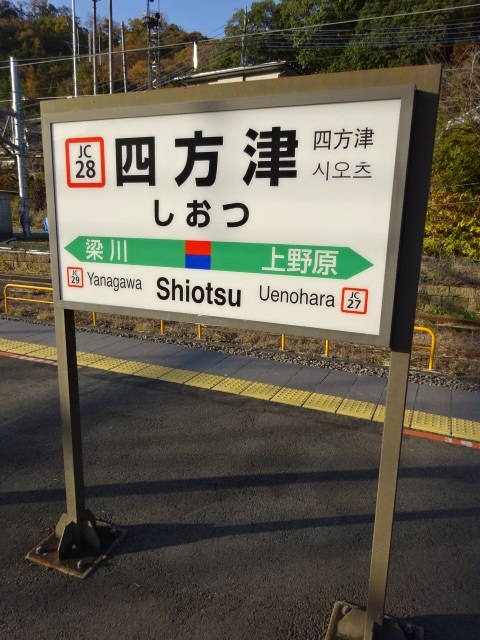 JC
28
四方津
四方津
시오츠
しおつ
梁川
上野原
JC
29
Yanagawa
Shiotsu
Uenohara
JC
27